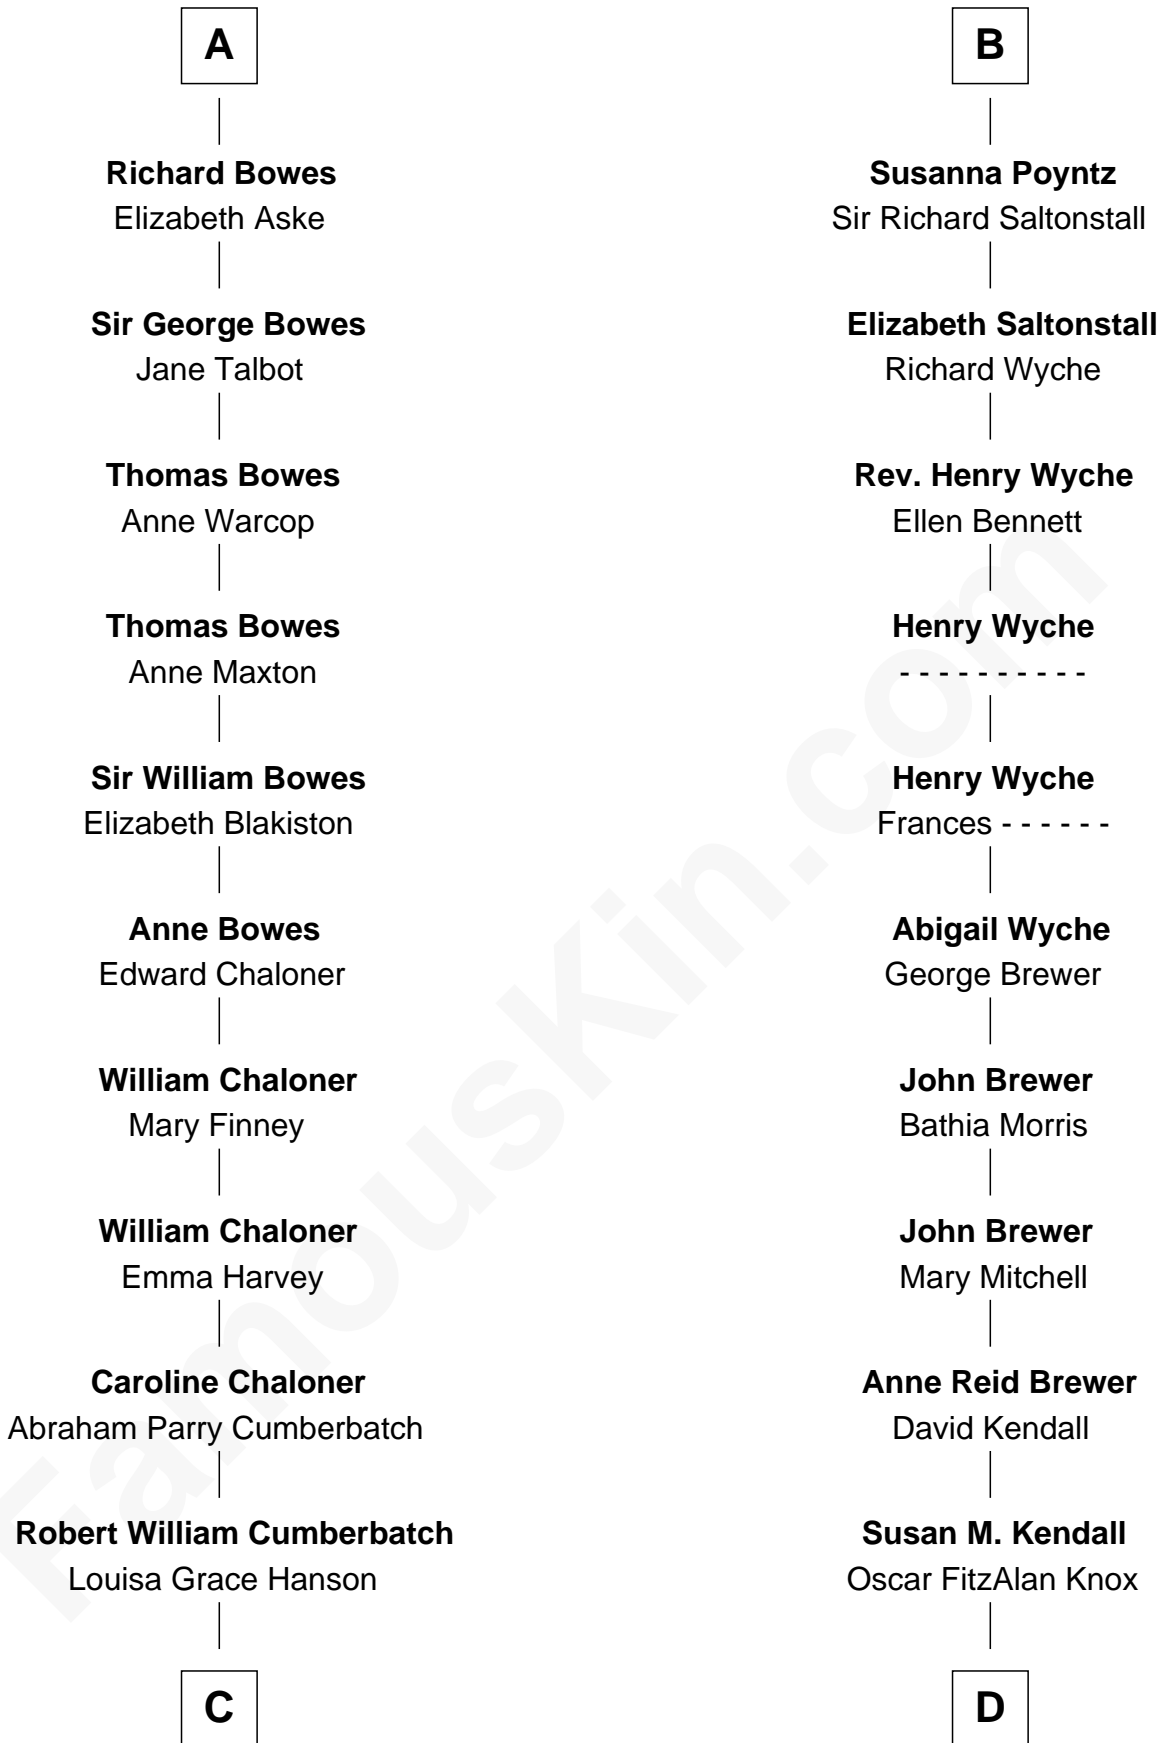 A
Richard Bowes
Elizabeth Aske
Sir George Bowes
Jane Talbot
Thomas Bowes
Anne Warcop
Thomas Bowes
Anne Maxton
Sir William Bowes
Elizabeth Blakiston
Anne Bowes
Edward Chaloner
William Chaloner
Mary Finney
William Chaloner
Emma Harvey
Caroline Chaloner
Abraham Parry Cumberbatch
Robert William Cumberbatch
Louisa Grace Hanson
C
B
Susanna Poyntz
Sir Richard Saltonstall
Elizabeth Saltonstall
Richard Wyche
Rev. Henry Wyche
Ellen Bennett
Henry Wyche
- - - - - - - - - -
Henry Wyche
Frances - - - - - -
Abigail Wyche
George Brewer
John Brewer
Bathia Morris
John Brewer
Mary Mitchell
Anne Reid Brewer
David Kendall
Susan M. Kendall
Oscar FitzAlan Knox
D
FamousKin.com